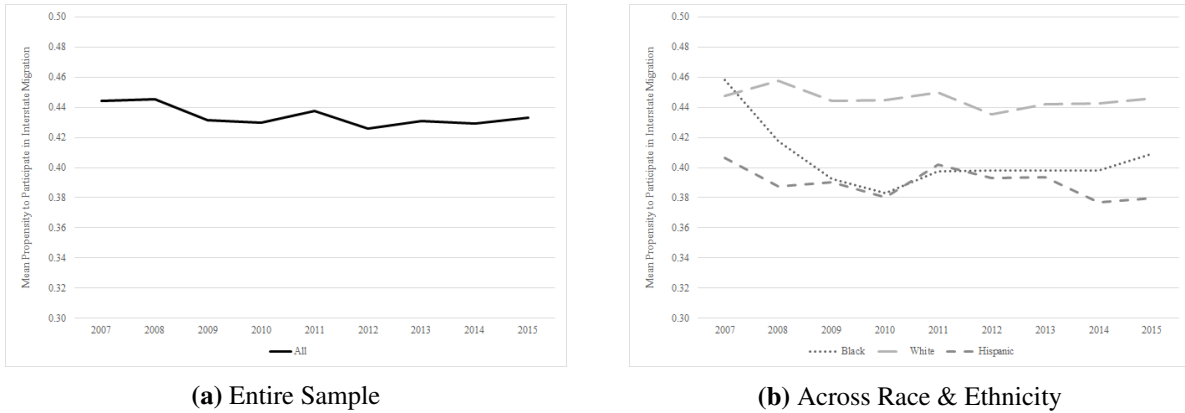 Mean Propensity to Participate in Interstate Migration
0.50
0.48
0.46
0.44
0.42
0.40
0.38
0.36
0.34
0.32
0.30
2007 2008 2009 2010 2011 2012 2013 2014 2015
All
(a) Entire Sample
Mean Propensity to Participate in Interstate Migration
0.50
0.48
0.46
0.44
0.42
0.40
0.38
0.36
0.34
0.32
0.30
2007 2008 2009 2010 2011 2012 2013 2014 2015
Black White Hispanic
(b) Across Race & Ethnicity